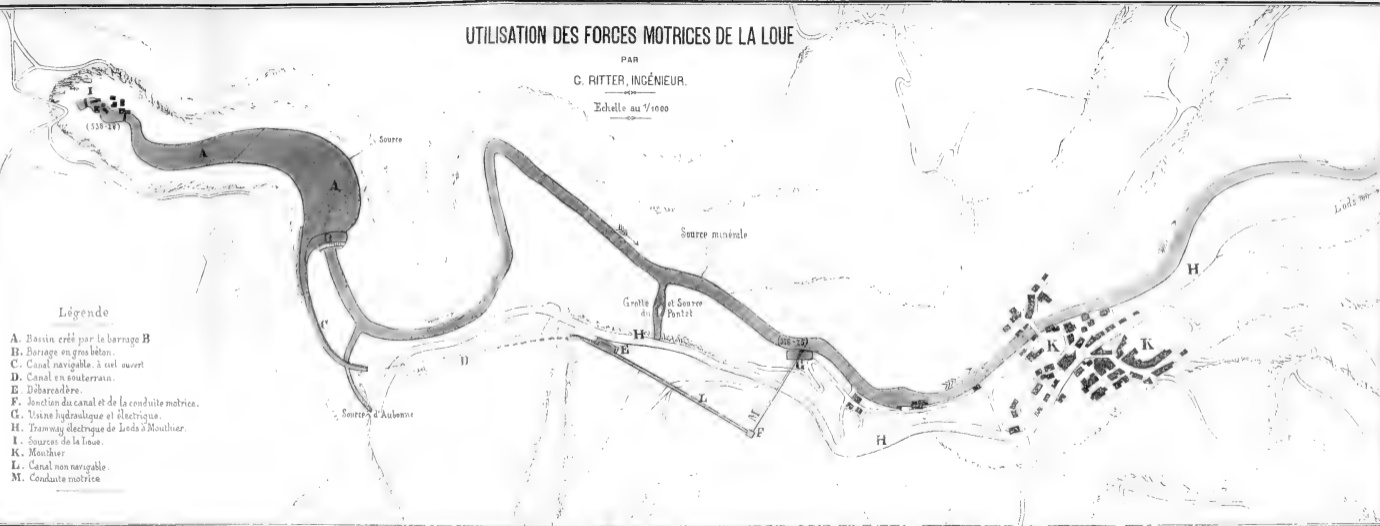 UTILISATION DES FORCES MOTRICES DE LA LOUE
PAR
G. RITTER, INGÉNIEUR.
Echelle au 1/1000
I
A
Source
A
B
C
D
Source d'Aubonne
Source minérale
Grotte et Source
du Pontet
H
E
L
M
F
G
H
K
K
H
Lods
Légende
A. Bassin créé par le barrage B
B. Barrage en gros béton.
C. Canal navigable, à ciel ouvert
D. Canal en souterrain.
E. Débarcadère.
F. Jonction du canal et de la conduite motrice.
G. Usine hydraulique et électrique.
H. Tramway électrique de Lods à Mouthier.
I. Sources de la Loue.
K. Mouthier
L. Canal non navigable.
M. Conduite motrice